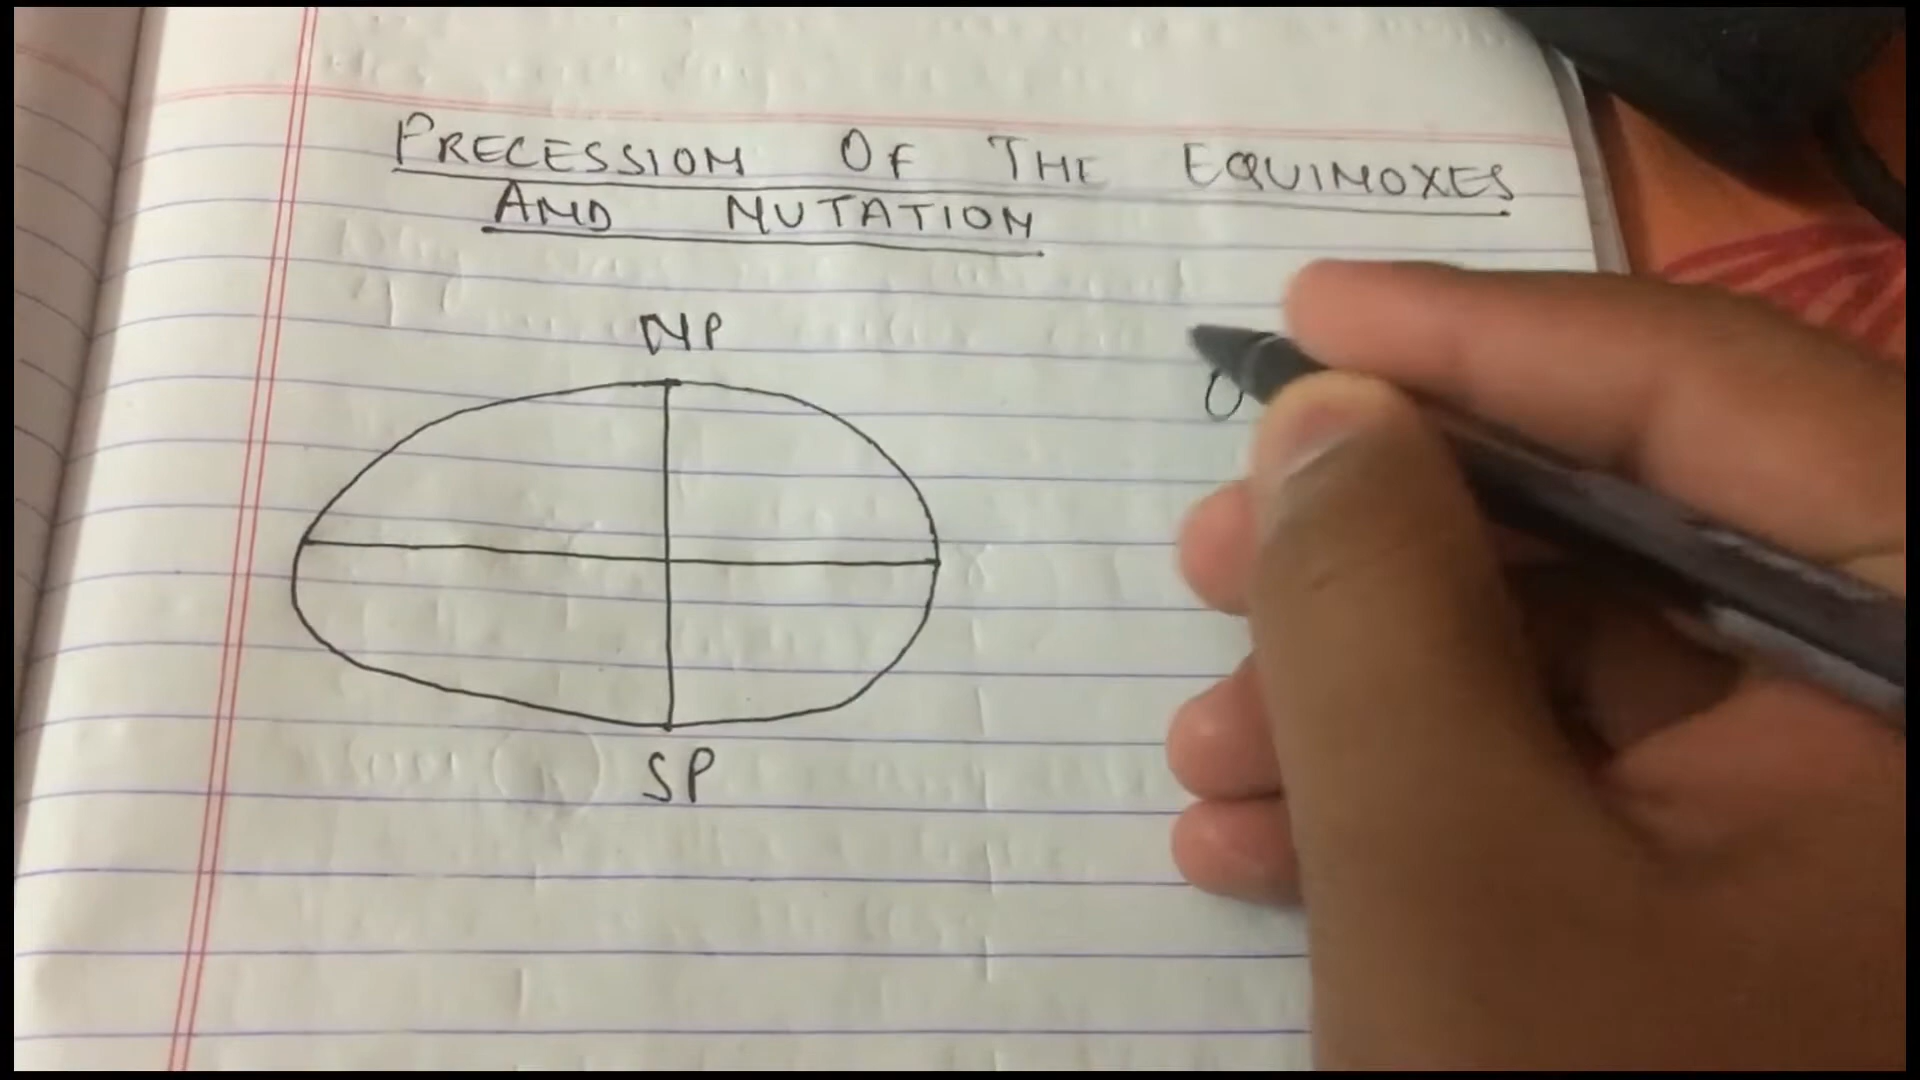 PRECESSION OF THE EQUINOXES
AND NUTATION
NP
SP